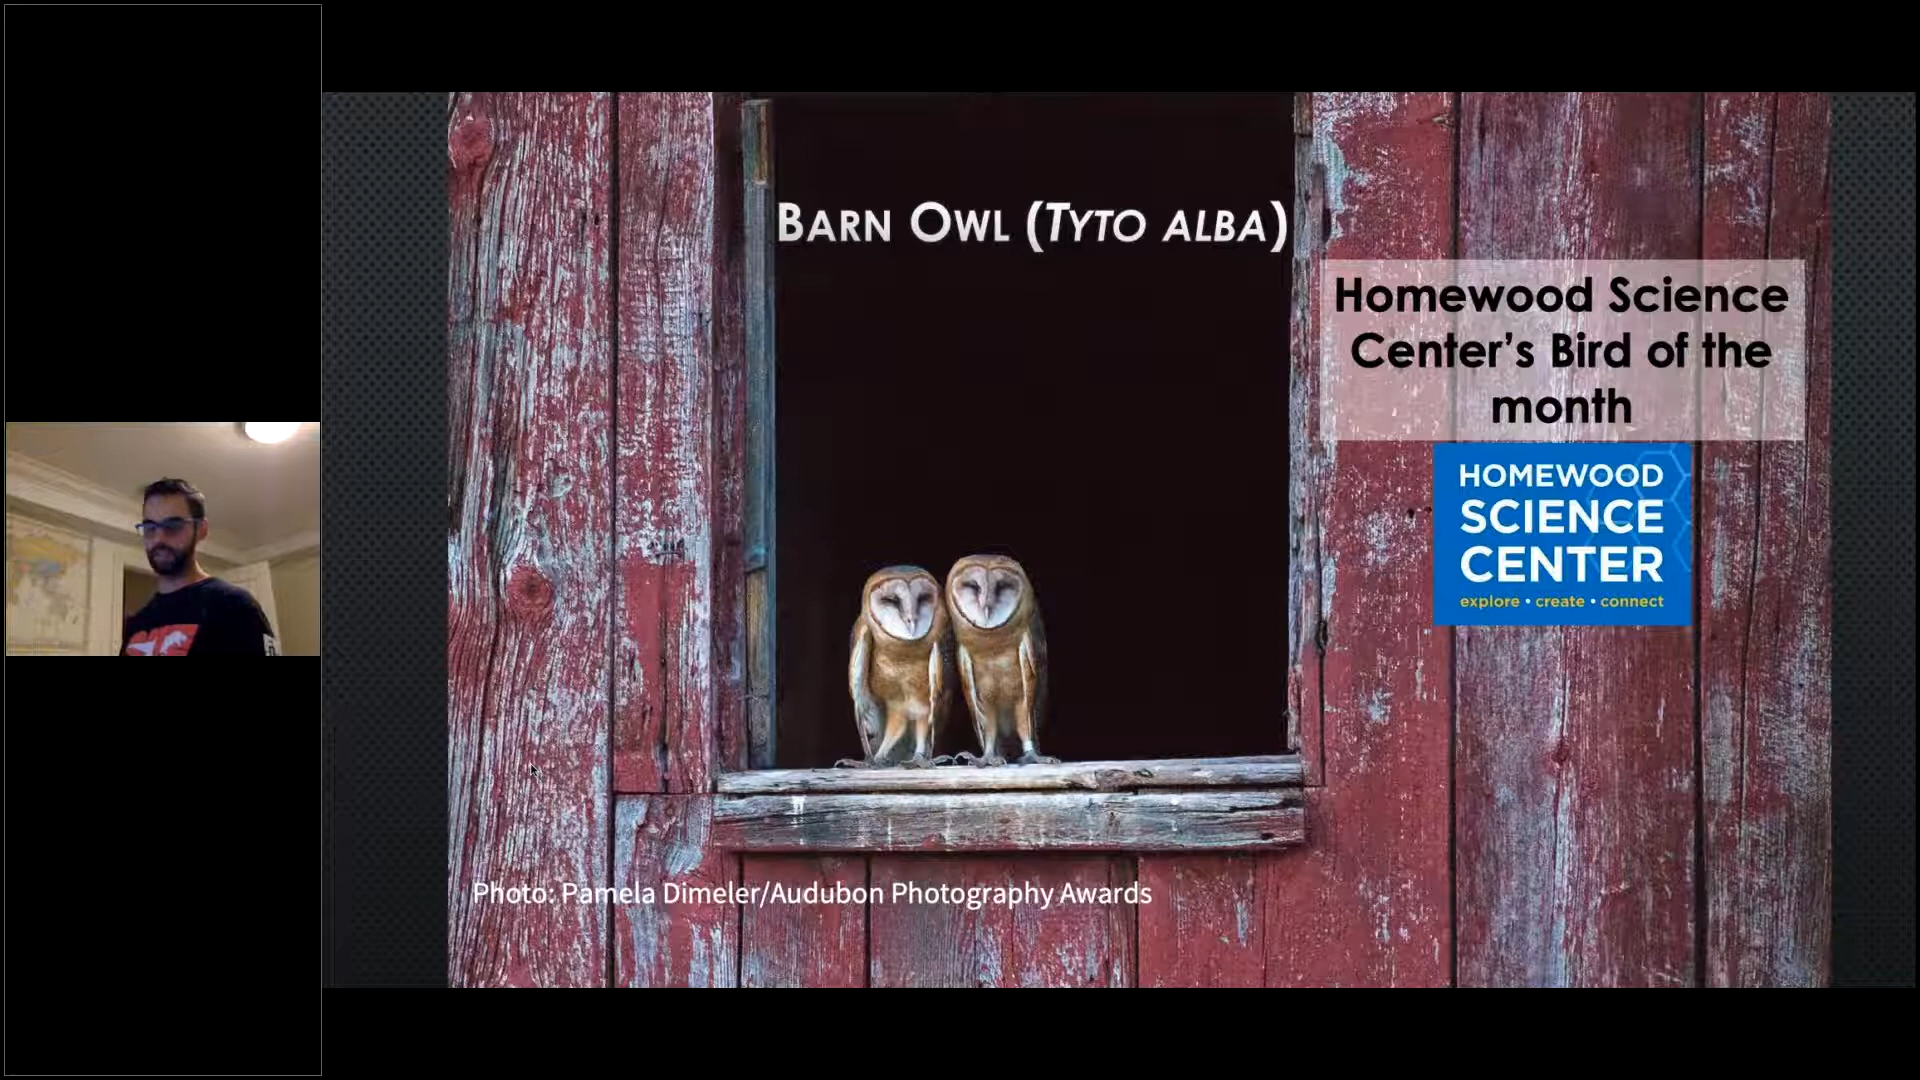 BARN OWL (TYTO ALBA)
Homewood Science
Center’s Bird of the
month
HOMEWOOD
SCIENCE
CENTER
explore • create • connect
Photo: Pamela Dimeler/Audubon Photography Awards